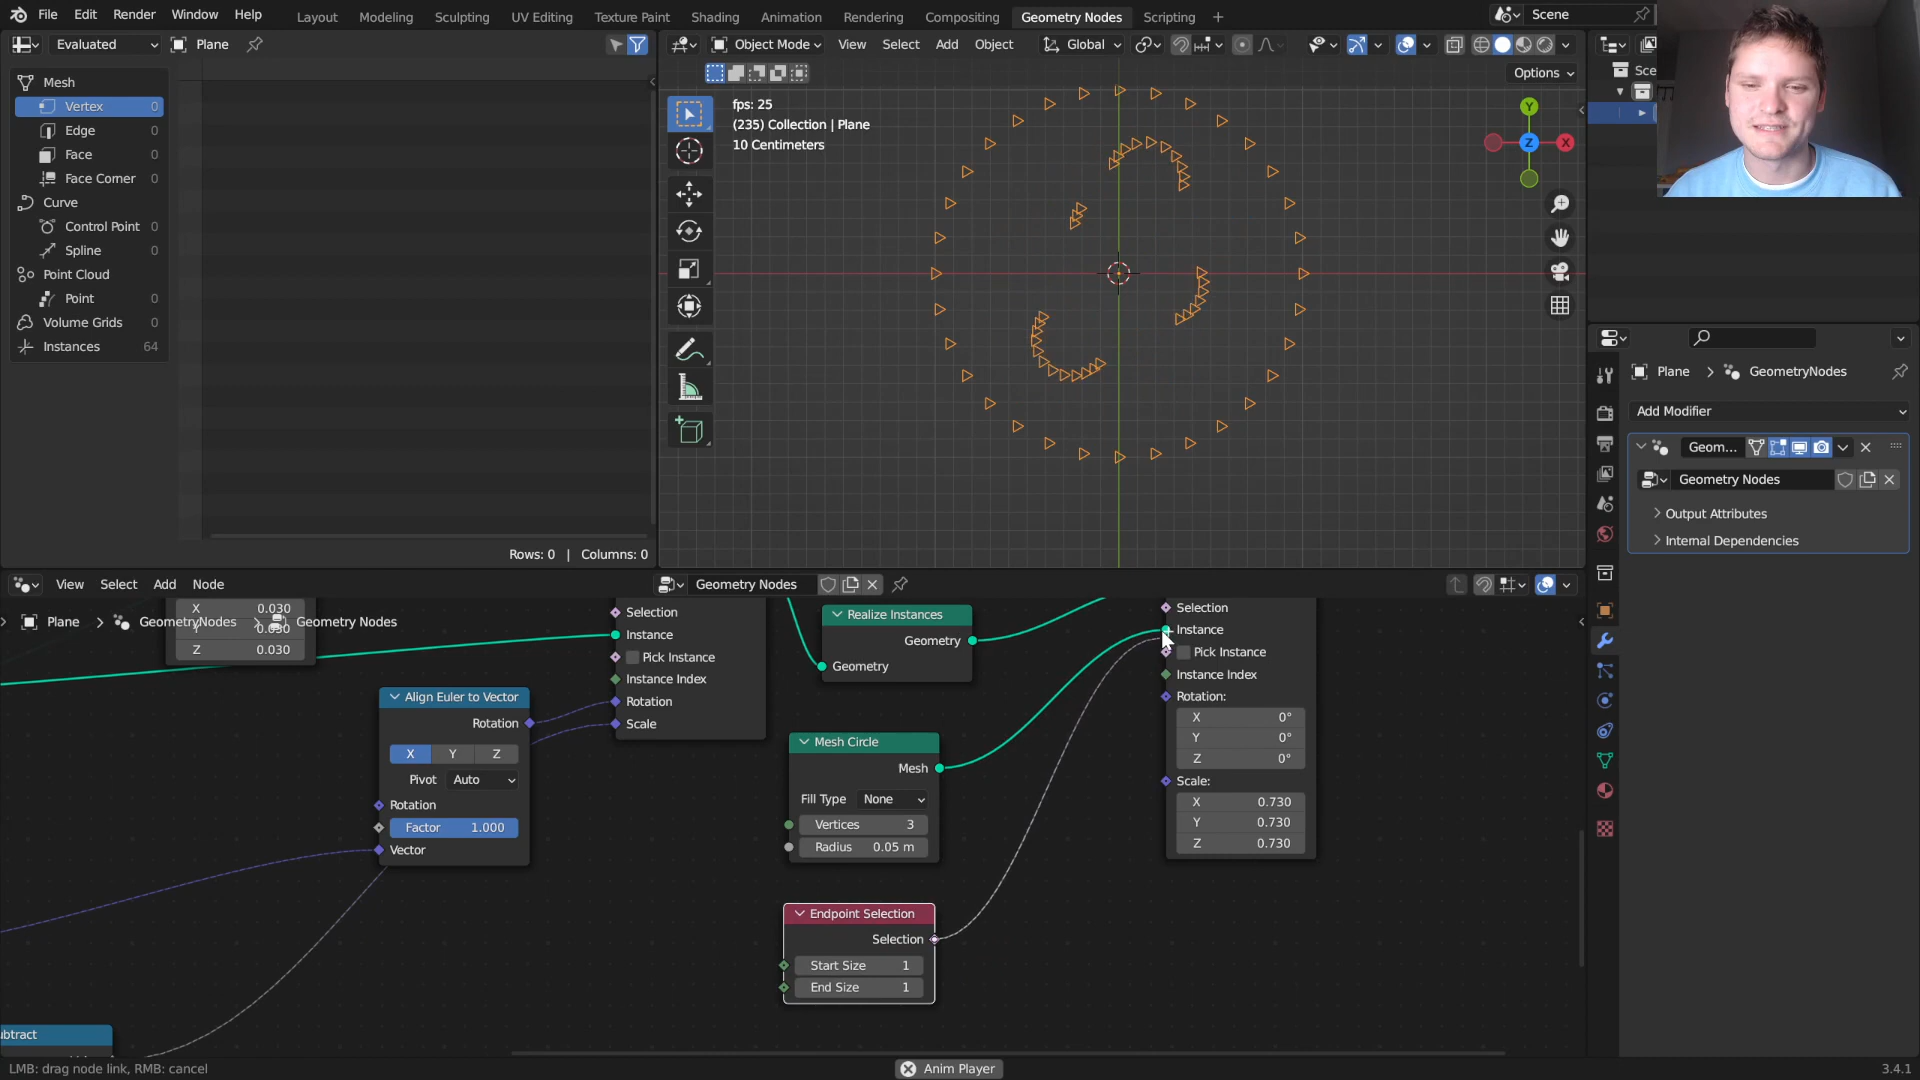 File Edit Render Window Help Layout Modeling Sculpting UV Editing Texture Paint Shading Animation Rendering Compositing Geometry Nodes Scripting + Scene
Evaluated Plane
Object Mode View Select Add Object Global
Options
Sce
Mesh
Vertex 0
Edge 0
Face 0
Face Corner 0
Curve
Control Point 0
Spline 0
Point Cloud
Point 0
Volume Grids 0
Instances 64
Rows: 0 | Columns: 0
fps: 25
(235) Collection | Plane
10 Centimeters
Y
Z
X
Plane > GeometryNodes
Add Modifier
Geom...
Geometry Nodes
Output Attributes
Internal Dependencies
View Select Add Node
Geometry Nodes
Plane > GeometryNodes > Geometry Nodes
X 0.030
Y 0.030
Z 0.030
Align Euler to Vector
Rotation
X Y Z
Pivot Auto
Rotation
Factor 1.000
Vector
Selection
Instance
Pick Instance
Instance Index
Rotation
Scale
Realize Instances
Geometry
Geometry
Mesh Circle
Mesh
Fill Type None
Vertices 3
Radius 0.05 m
Endpoint Selection
Selection
Start Size 1
End Size 1
Selection
Instance
Pick Instance
Instance Index
Rotation:
X 0°
Y 0°
Z 0°
Scale:
X 0.730
Y 0.730
Z 0.730
ubtract
LMB: drag node link, RMB: cancel
Anim Player
3.4.1